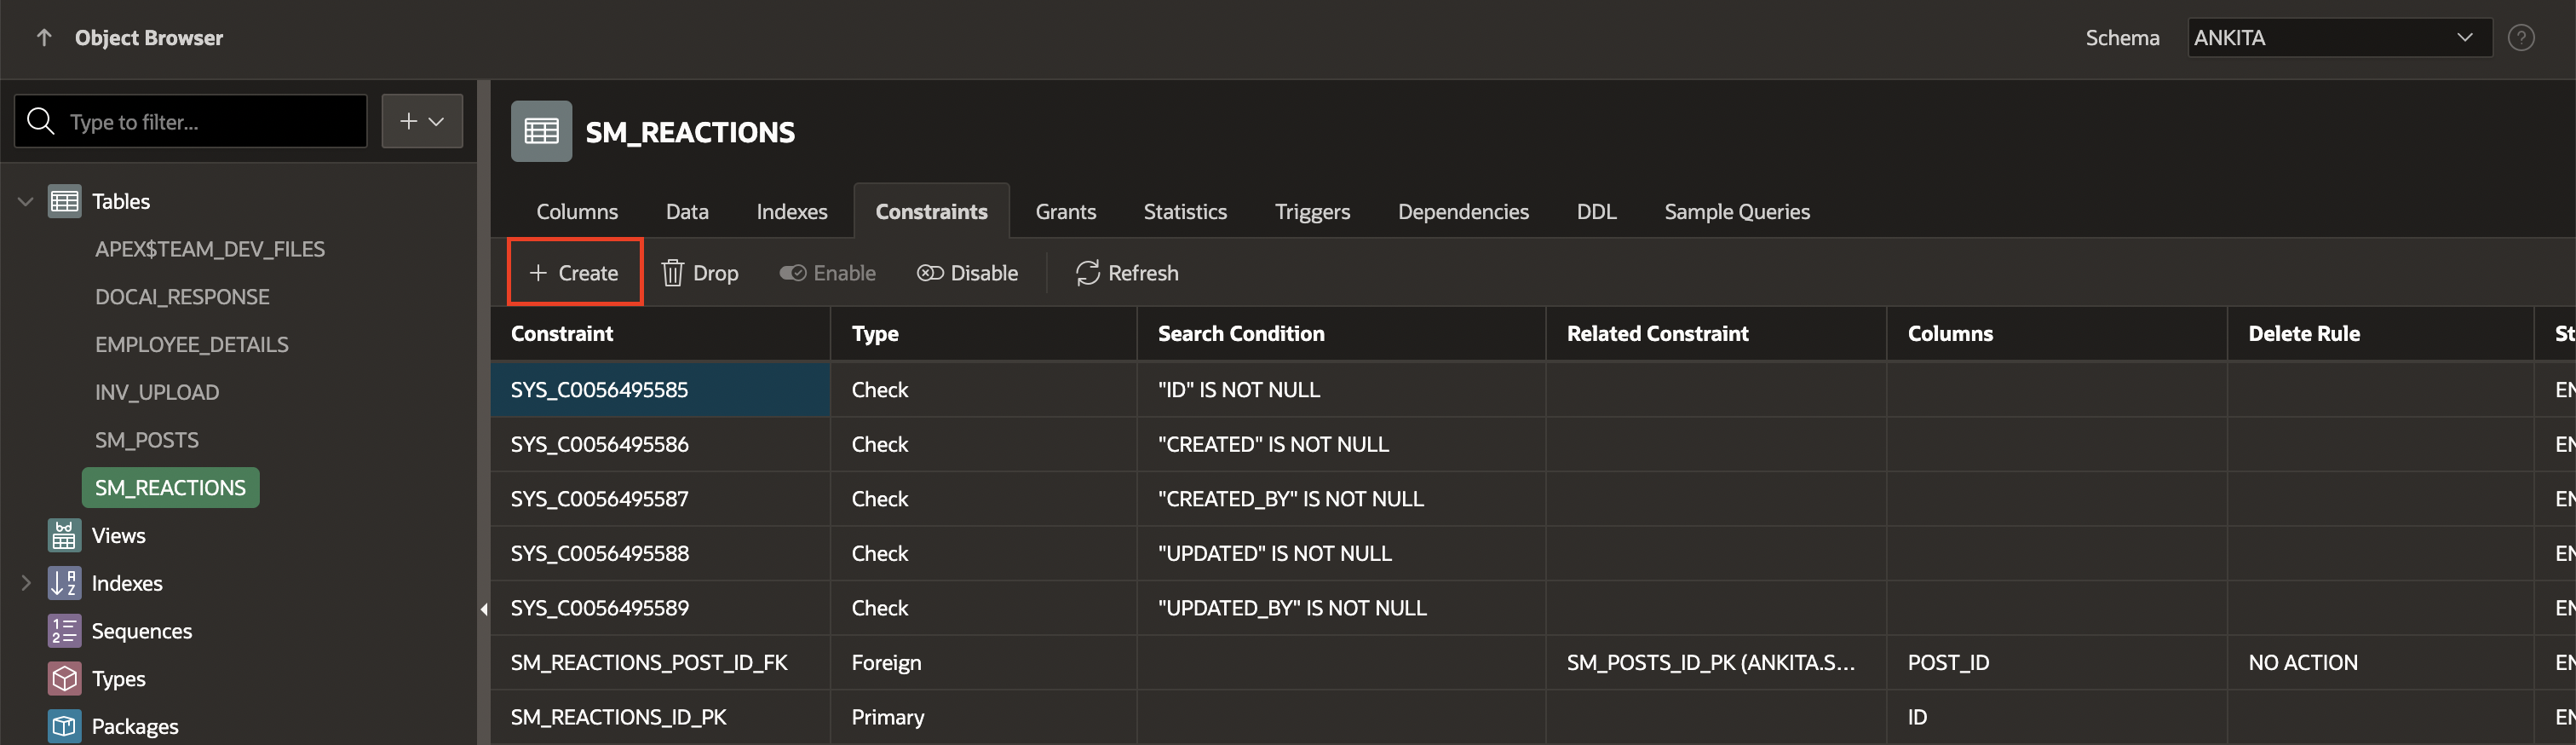 Object Browser
Schema
ANKITA
Type to filter...
Tables
APEX$TEAM_DEV_FILES
DOCAI_RESPONSE
EMPLOYEE_DETAILS
INV_UPLOAD
SM_POSTS
SM_REACTIONS
Views
Indexes
Sequences
Types
Packages
SM_REACTIONS
Columns Data Indexes Constraints Grants Statistics Triggers Dependencies DDL Sample Queries
+ Create Drop Enable Disable Refresh
Constraint Type Search Condition Related Constraint Columns Delete Rule St
SYS_C0056495585 Check "ID" IS NOT NULL EN
SYS_C0056495586 Check "CREATED" IS NOT NULL EN
SYS_C0056495587 Check "CREATED_BY" IS NOT NULL EN
SYS_C0056495588 Check "UPDATED" IS NOT NULL EN
SYS_C0056495589 Check "UPDATED_BY" IS NOT NULL EN
SM_REACTIONS_POST_ID_FK Foreign SM_POSTS_ID_PK (ANKITA.S... POST_ID NO ACTION EN
SM_REACTIONS_ID_PK Primary ID EN